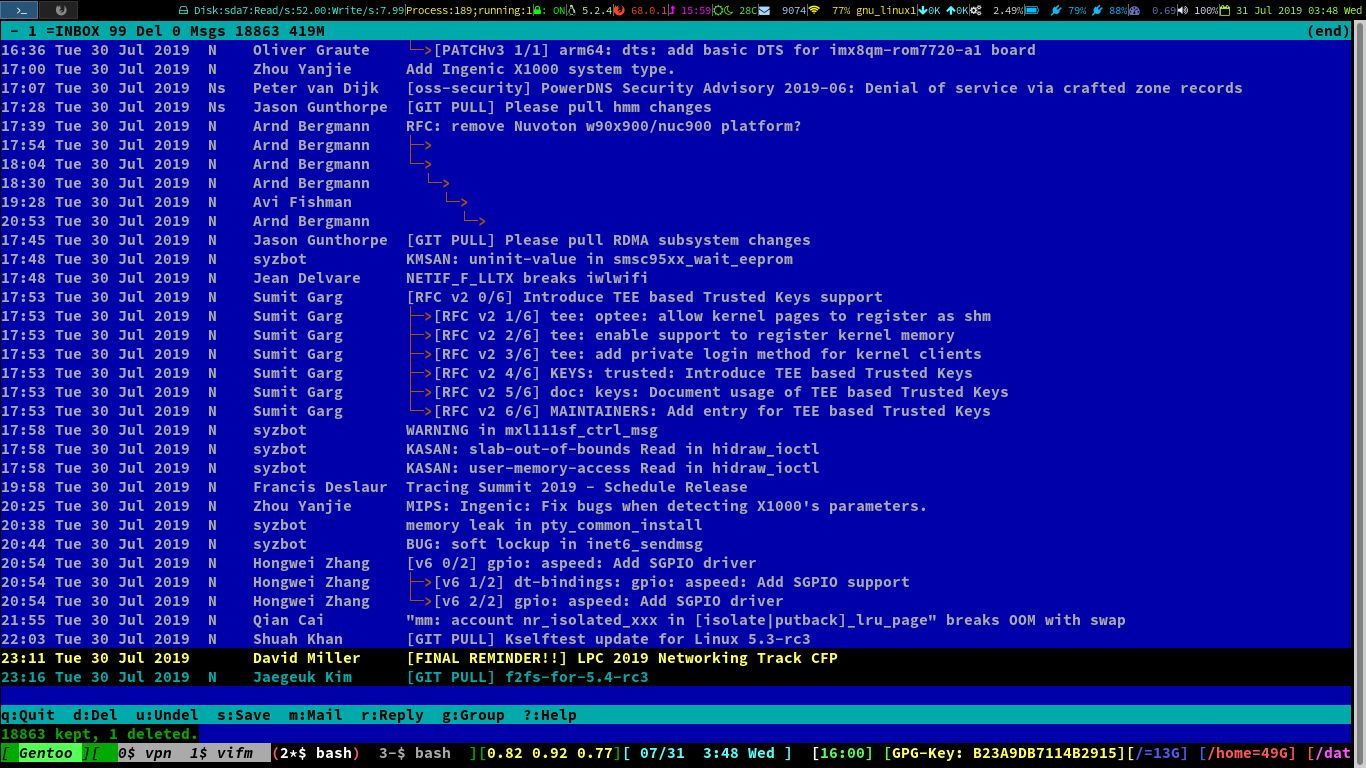 Disk:sda7:Read/s:52.00:Write/s:7.99 Process:189;running:1 : ON 5.2.4 68.0.1 15:59 28C 9074 77% gnu_linux1 0K 0K 2.49% 79% 88% 0.69 100% 31 Jul 2019 03:48 Wed
- 1 =INBOX 99 Del 0 Msgs 18863 419M (end)
16:36 Tue 30 Jul 2019 N Oliver Graute └─>[PATCHv3 1/1] arm64: dts: add basic DTS for imx8qm-rom7720-a1 board
17:00 Tue 30 Jul 2019 N Zhou Yanjie Add Ingenic X1000 system type.
17:07 Tue 30 Jul 2019 Ns Peter van Dijk [oss-security] PowerDNS Security Advisory 2019-06: Denial of service via crafted zone records
17:28 Tue 30 Jul 2019 Ns Jason Gunthorpe [GIT PULL] Please pull hmm changes
17:39 Tue 30 Jul 2019 N Arnd Bergmann RFC: remove Nuvoton w90x900/nuc900 platform?
17:54 Tue 30 Jul 2019 N Arnd Bergmann ├─>
18:04 Tue 30 Jul 2019 N Arnd Bergmann └─>
18:30 Tue 30 Jul 2019 N Arnd Bergmann └─>
19:28 Tue 30 Jul 2019 N Avi Fishman └─>
20:53 Tue 30 Jul 2019 N Arnd Bergmann └─>
17:45 Tue 30 Jul 2019 N Jason Gunthorpe [GIT PULL] Please pull RDMA subsystem changes
17:48 Tue 30 Jul 2019 N syzbot KMSAN: uninit-value in smsc95xx_wait_eeprom
17:48 Tue 30 Jul 2019 N Jean Delvare NETIF_F_LLTX breaks iwlwifi
17:53 Tue 30 Jul 2019 N Sumit Garg [RFC v2 0/6] Introduce TEE based Trusted Keys support
17:53 Tue 30 Jul 2019 N Sumit Garg ├─>[RFC v2 1/6] tee: optee: allow kernel pages to register as shm
17:53 Tue 30 Jul 2019 N Sumit Garg ├─>[RFC v2 2/6] tee: enable support to register kernel memory
17:53 Tue 30 Jul 2019 N Sumit Garg ├─>[RFC v2 3/6] tee: add private login method for kernel clients
17:53 Tue 30 Jul 2019 N Sumit Garg ├─>[RFC v2 4/6] KEYS: trusted: Introduce TEE based Trusted Keys
17:53 Tue 30 Jul 2019 N Sumit Garg ├─>[RFC v2 5/6] doc: keys: Document usage of TEE based Trusted Keys
17:53 Tue 30 Jul 2019 N Sumit Garg └─>[RFC v2 6/6] MAINTAINERS: Add entry for TEE based Trusted Keys
17:58 Tue 30 Jul 2019 N syzbot WARNING in mxl111sf_ctrl_msg
17:58 Tue 30 Jul 2019 N syzbot KASAN: slab-out-of-bounds Read in hidraw_ioctl
17:58 Tue 30 Jul 2019 N syzbot KASAN: user-memory-access Read in hidraw_ioctl
19:58 Tue 30 Jul 2019 N Francis Deslaur Tracing Summit 2019 - Schedule Release
20:25 Tue 30 Jul 2019 N Zhou Yanjie MIPS: Ingenic: Fix bugs when detecting X1000's parameters.
20:38 Tue 30 Jul 2019 N syzbot memory leak in pty_common_install
20:44 Tue 30 Jul 2019 N syzbot BUG: soft lockup in inet6_sendmsg
20:54 Tue 30 Jul 2019 N Hongwei Zhang [v6 0/2] gpio: aspeed: Add SGPIO driver
20:54 Tue 30 Jul 2019 N Hongwei Zhang ├─>[v6 1/2] dt-bindings: gpio: aspeed: Add SGPIO support
20:54 Tue 30 Jul 2019 N Hongwei Zhang └─>[v6 2/2] gpio: aspeed: Add SGPIO driver
21:55 Tue 30 Jul 2019 N Qian Cai "mm: account nr_isolated_xxx in [isolate|putback]_lru_page" breaks OOM with swap
22:03 Tue 30 Jul 2019 N Shuah Khan [GIT PULL] Kselftest update for Linux 5.3-rc3
23:11 Tue 30 Jul 2019 David Miller [FINAL REMINDER!!] LPC 2019 Networking Track CFP
23:16 Tue 30 Jul 2019 N Jaegeuk Kim [GIT PULL] f2fs-for-5.4-rc3
q:Quit d:Del u:Undel s:Save m:Mail r:Reply g:Group ?:Help
18863 kept, 1 deleted.
[ Gentoo ][ 0$ vpn 1$ vifm (2*$ bash) 3-$ bash ][0.82 0.92 0.77][ 07/31 3:48 Wed ] [16:00] [GPG-Key: B23A9DB7114B2915][/=13G] [/home=49G] [/dat